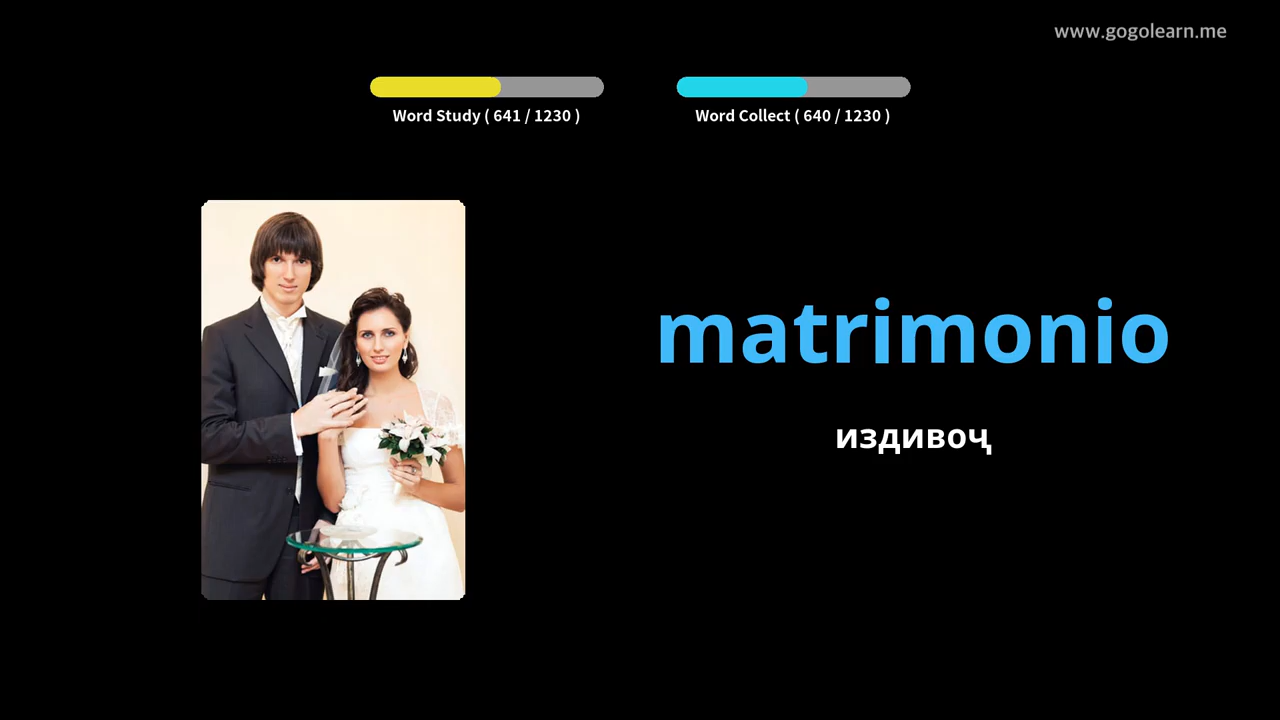 www.gogolearn.me
Word Study ( 641 / 1230 )
Word Collect ( 640 / 1230 )
matrimonio
издивоҷ